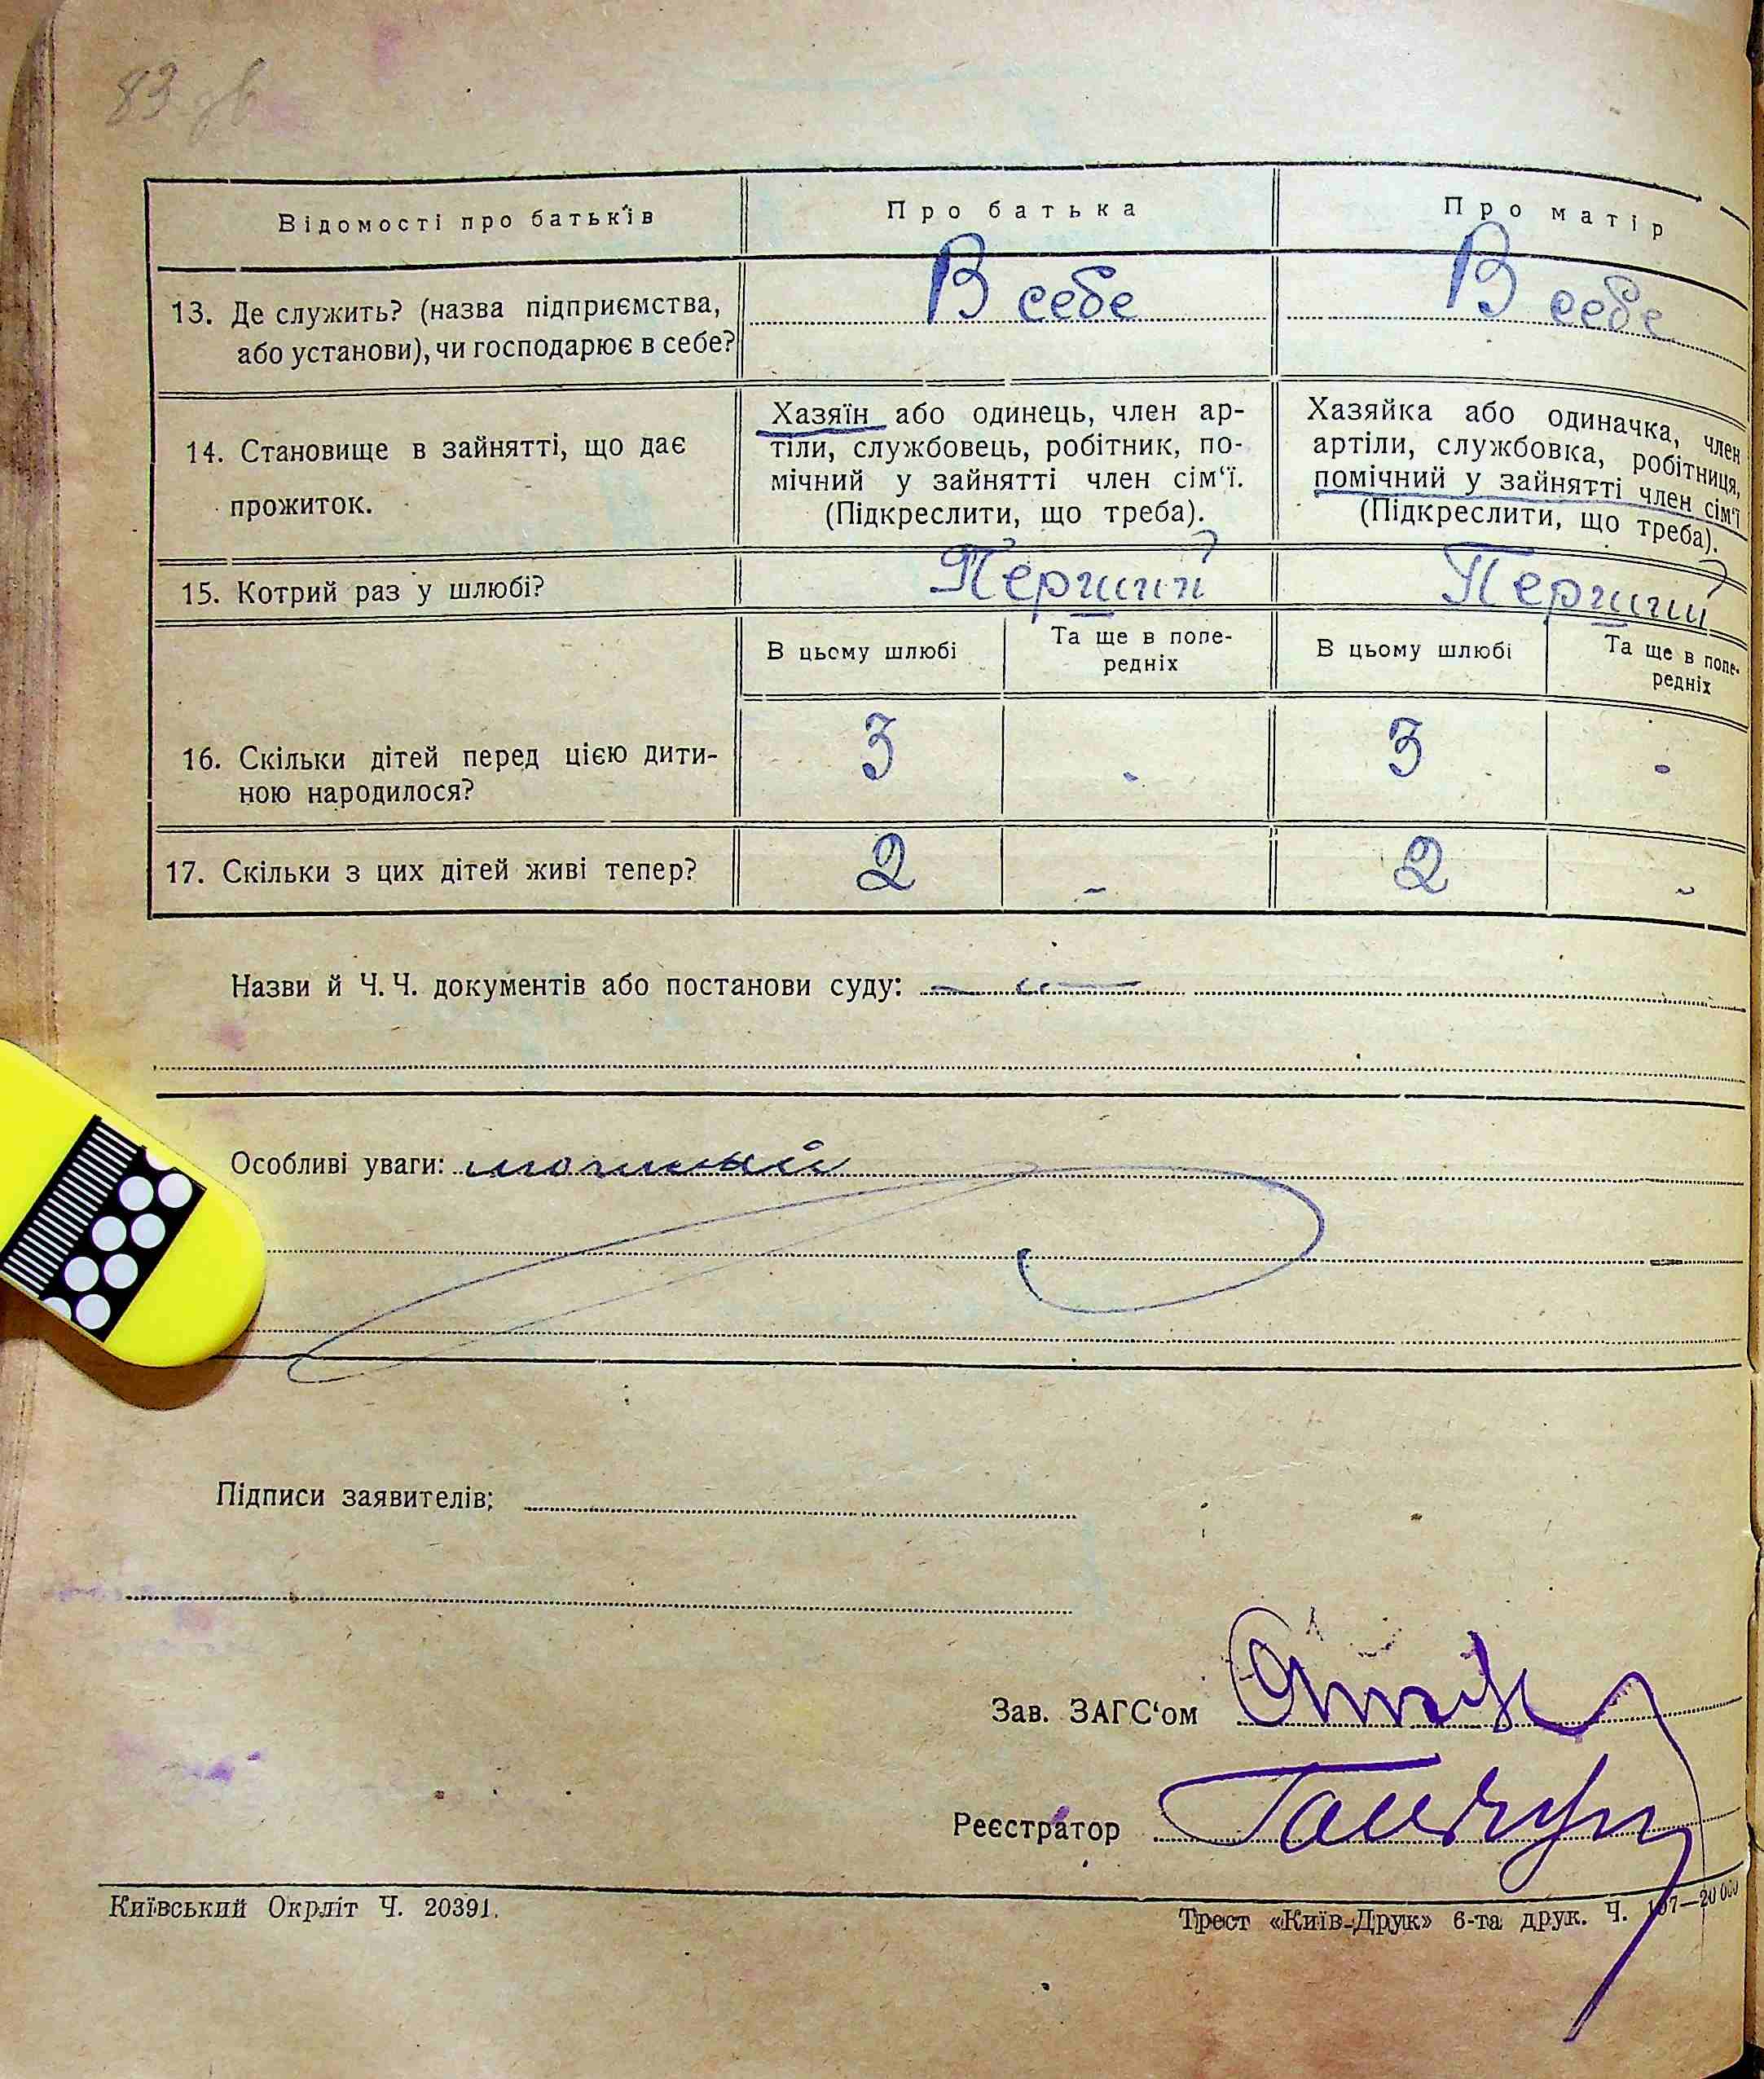 83 зв
Відомості про батьків
Про батька
Про матір
13. Де служить? (назва підприємства,
або установи), чи господарює в себе?
В себе
В себе
14. Становище в зайнятті, що дає
прожиток.
Хазяїн або одинець, член ар-
тіли, службовець, робітник, по-
мічний у зайнятті член сім‘ї.
(Підкреслити, що треба).
Хазяйка або одиначка, член
артіли, службовка, робітниця,
помічний у зайнятті член сім‘ї
(Підкреслити, що треба).
15. Котрий раз у шлюбі?
Перший
Перший
В цьому шлюбі
Та ще в попе-
редніх
В цьому шлюбі
Та ще в попе-
редніх
16. Скільки дітей перед цією дити-
ною народилося?
3
-
3
-
17. Скільки з цих дітей живі тепер?
2
-
2
-
Назви й Ч. Ч. документів або постанови суду: — „ —
Особливі уваги:
Підписи заявителів:
Зав. ЗАГС‘ом
Реєстратор
Київський Окрліт Ч. 20391.
Трест «Київ-Друк» 6-та друк. Ч. 107—20 000